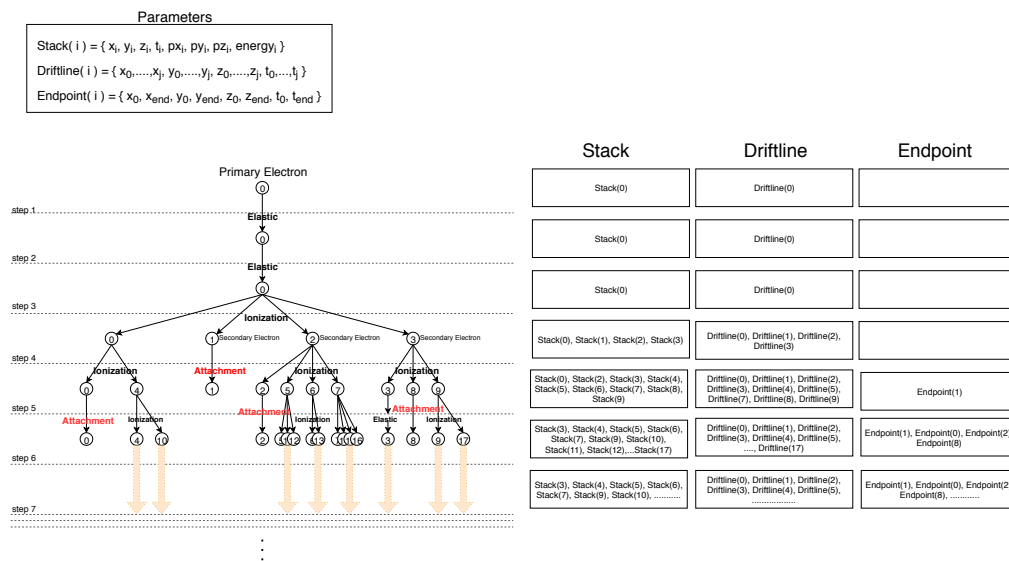 Parameters
Stack( i ) = { xi, yi, zi, ti, pxi, pyi, pzi, energyi }
Driftline( i ) = { x0,....,xj, y0,....,yj, z0,....,zj, t0,...,tj }
Endpoint( i ) = { x0, xend, y0, yend, z0, zend, t0, tend }
Stack Driftline Endpoint
Primary Electron
0
Stack(0) Driftline(0)
step 1
Elastic
0
Stack(0) Driftline(0)
step 2
Elastic
0
Stack(0) Driftline(0)
step 3
Ionization
0 1 Secondary Electron 2 Secondary Electron 3 Secondary Electron
Stack(0), Stack(1), Stack(2), Stack(3)
Driftline(0), Driftline(1), Driftline(2),
Driftline(3)
step 4
Ionization Attachment Ionization Ionization
0 4 1 2 5 6 7 3 8 9
Stack(0), Stack(2), Stack(3), Stack(4),
Stack(5), Stack(6), Stack(7), Stack(8),
Stack(9)
Driftline(0), Driftline(1), Driftline(2),
Driftline(3), Driftline(4), Driftline(5),
Driftline(7), Driftline(8), Driftline(9)
Endpoint(1)
step 5
Attachment Ionization Attachment Ionization Elastic Attachment Ionization
0 4 10 2 12 13 16 3 8 9 17
Stack(3), Stack(4), Stack(5), Stack(6),
Stack(7), Stack(9), Stack(10),
Stack(11), Stack(12),...Stack(17)
Driftline(0), Driftline(1), Driftline(2),
Driftline(3), Driftline(4), Driftline(5),
...., Driftline(17)
Endpoint(1), Endpoint(0), Endpoint(2)
Endpoint(8)
step 6
Stack(3), Stack(4), Stack(5), Stack(6),
Stack(7), Stack(9), Stack(10), ...........
Driftline(0), Driftline(1), Driftline(2),
Driftline(3), Driftline(4), Driftline(5),
..................
Endpoint(1), Endpoint(0), Endpoint(2)
Endpoint(8), ............
step 7